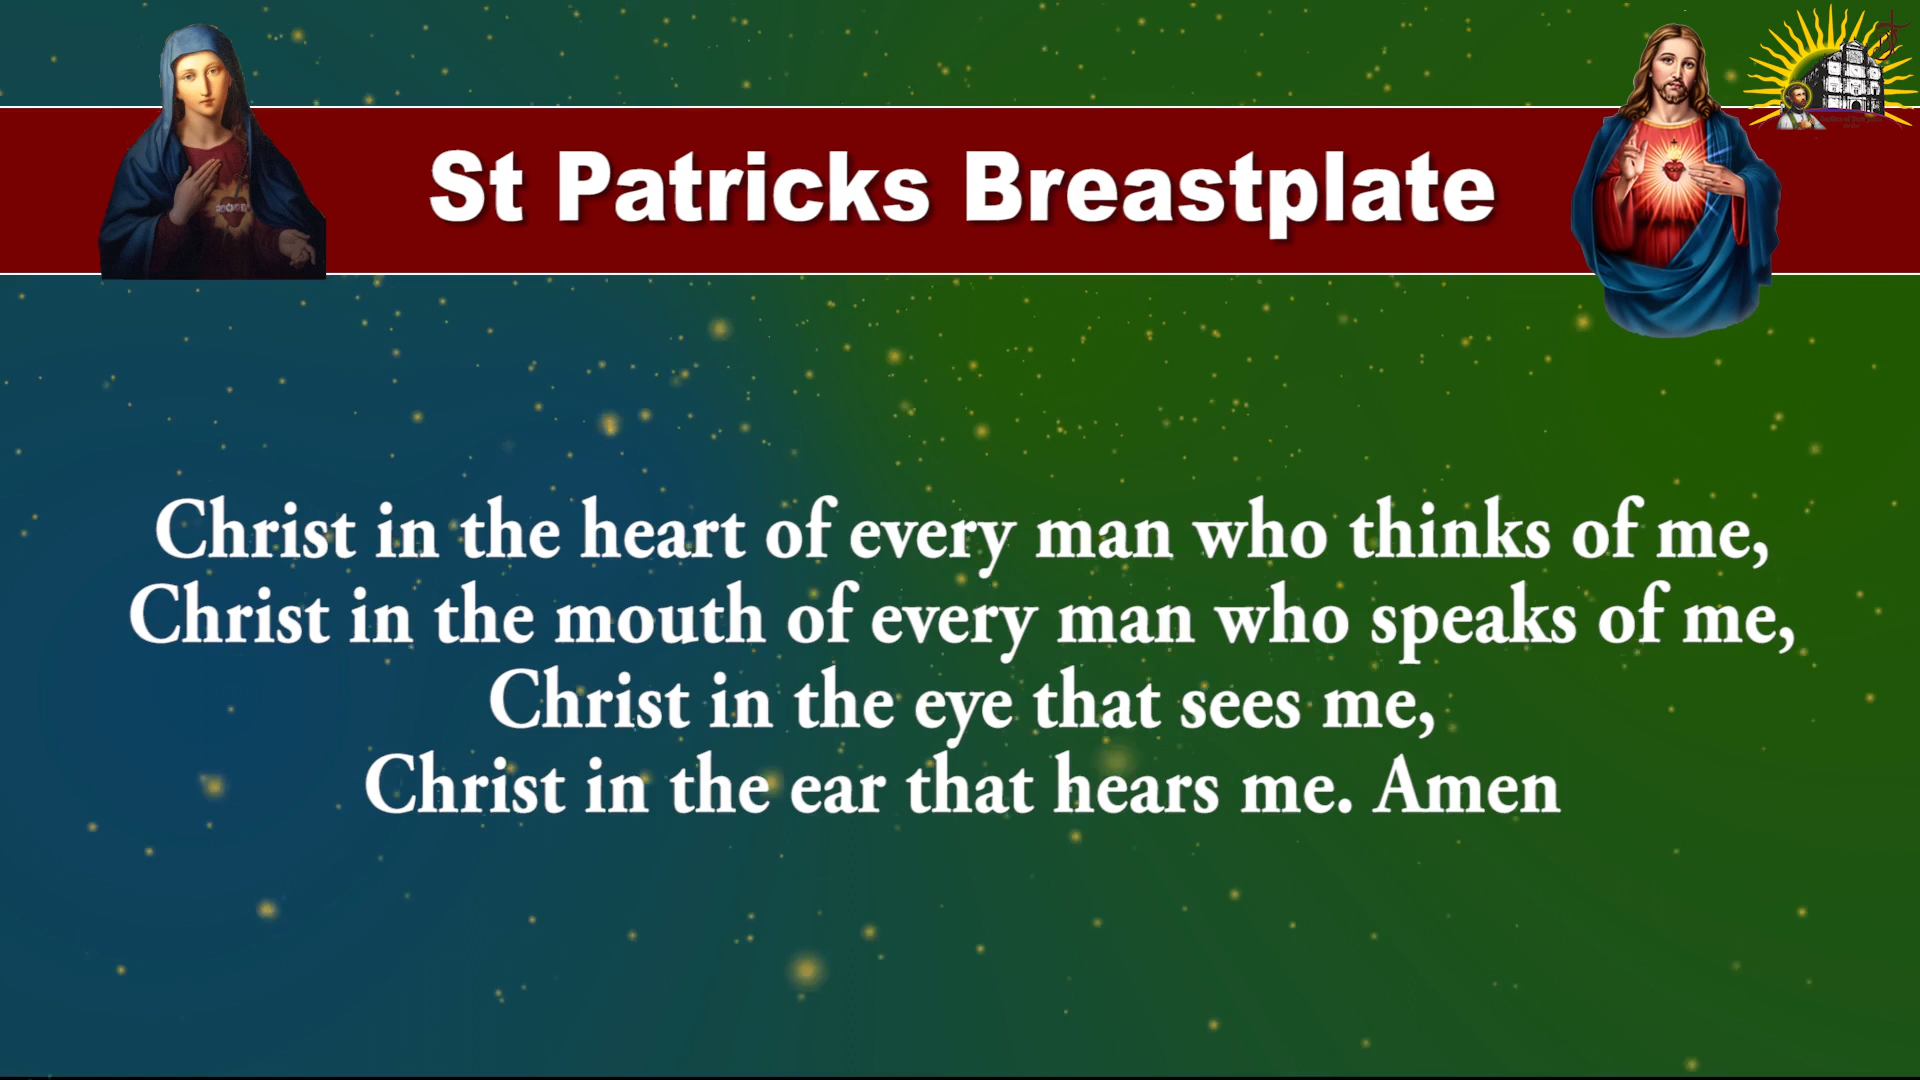 St Patricks Breastplate
Christ in the heart of every man who thinks of me,
Christ in the mouth of every man who speaks of me,
Christ in the eye that sees me,
Christ in the ear that hears me. Amen